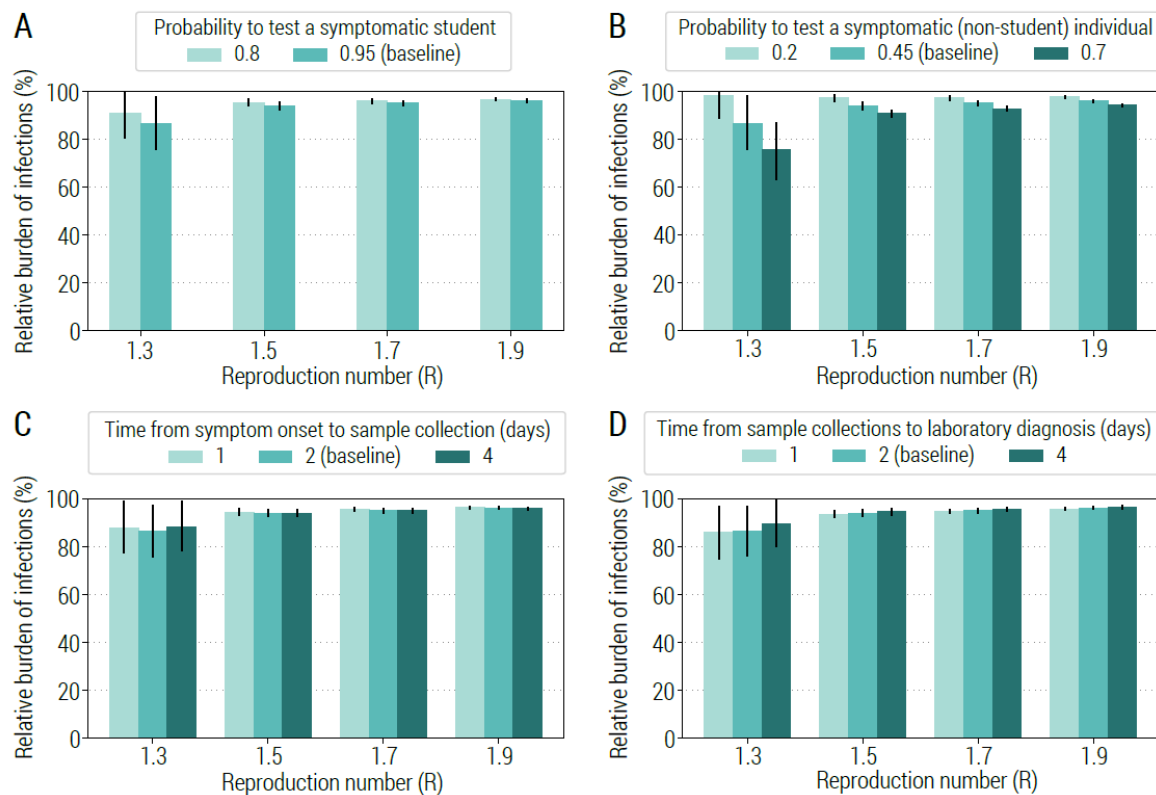 A
Probability to test a symptomatic student
0.8 0.95 (baseline)
Relative burden of infections (%)
100
80
60
40
20
0
1.3 1.5 1.7 1.9
Reproduction number (R)
B
Probability to test a symptomatic (non-student) individual
0.2 0.45 (baseline) 0.7
Relative burden of infections (%)
100
80
60
40
20
0
1.3 1.5 1.7 1.9
Reproduction number (R)
C
Time from symptom onset to sample collection (days)
1 2 (baseline) 4
Relative burden of infections (%)
100
80
60
40
20
0
1.3 1.5 1.7 1.9
Reproduction number (R)
D
Time from sample collections to laboratory diagnosis (days)
1 2 (baseline) 4
Relative burden of infections (%)
100
80
60
40
20
0
1.3 1.5 1.7 1.9
Reproduction number (R)